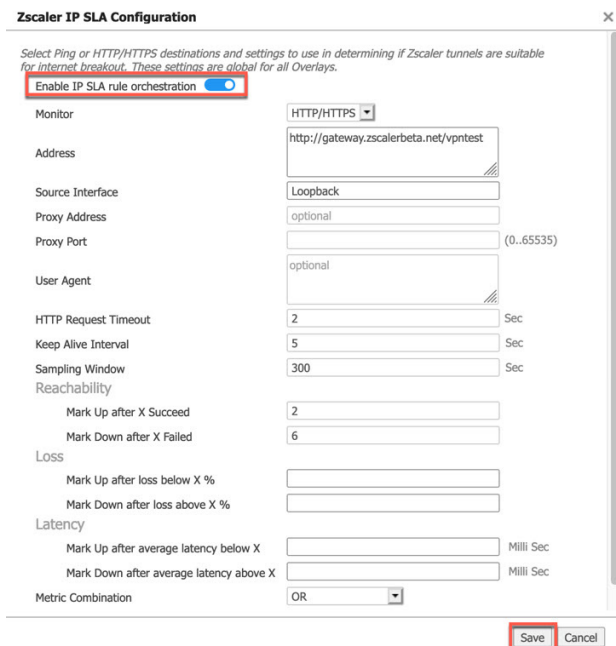 Zscaler IP SLA Configuration ×
Select Ping or HTTP/HTTPS destinations and settings to use in determining if Zscaler tunnels are suitable
for internet breakout. These settings are global for all Overlays.
Enable IP SLA rule orchestration
Monitor HTTP/HTTPS
Address http://gateway.zscalerbeta.net/vpntest
Source Interface Loopback
Proxy Address optional
Proxy Port (0..65535)
User Agent optional
HTTP Request Timeout 2 Sec
Keep Alive Interval 5 Sec
Sampling Window 300 Sec
Reachability
Mark Up after X Succeed 2
Mark Down after X Failed 6
Loss
Mark Up after loss below X %
Mark Down after loss above X %
Latency
Mark Up after average latency below X Milli Sec
Mark Down after average latency above X Milli Sec
Metric Combination OR
Save Cancel